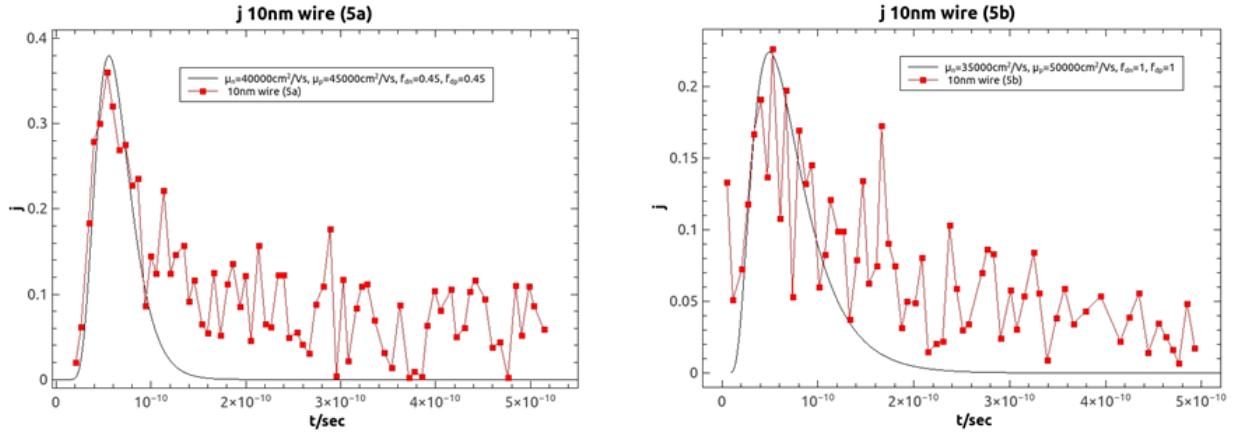 j 10nm wire (5a)
0.4
0.3
0.2
0.1
0
j
μn=40000cm²/Vs, μp=45000cm²/Vs, fdn=0.45, fdp=0.45
10nm wire (5a)
0 1×10⁻¹⁰ 2×10⁻¹⁰ 3×10⁻¹⁰ 4×10⁻¹⁰ 5×10⁻¹⁰
t/sec
j 10nm wire (5b)
0.2
0.15
0.1
0.05
0
j
μn=35000cm²/Vs, μp=50000cm²/Vs, fdn=1, fdp=1
10nm wire (5b)
0 1×10⁻¹⁰ 2×10⁻¹⁰ 3×10⁻¹⁰ 4×10⁻¹⁰ 5×10⁻¹⁰
t/sec